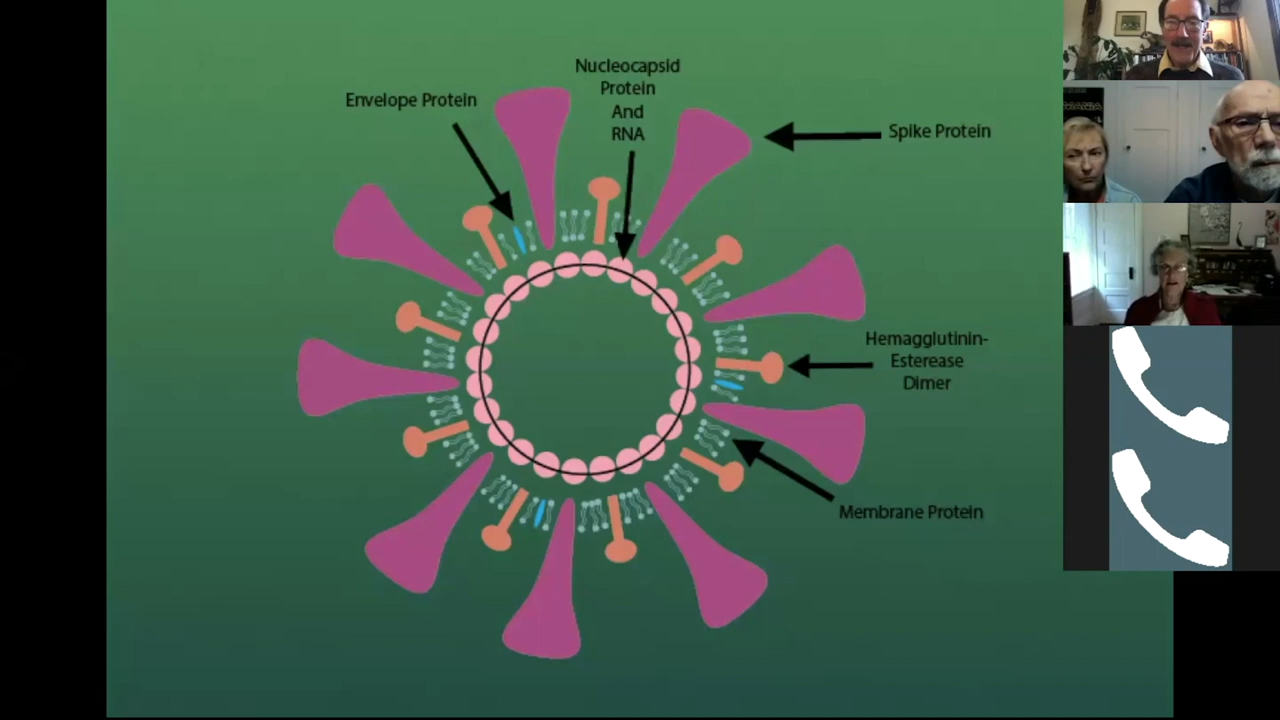 Nucleocapsid
Protein
And
RNA
Envelope Protein
Spike Protein
Hemagglutinin-
Esterease
Dimer
Membrane Protein